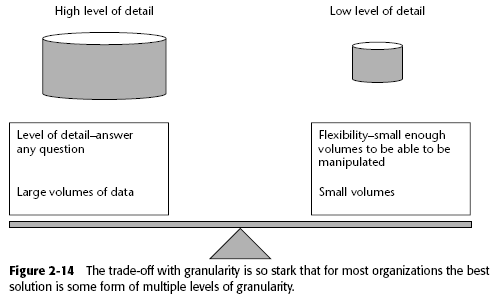 High level of detail
Low level of detail
Level of detail–answer
any question
Large volumes of data
Flexibility–small enough
volumes to be able to be
manipulated
Small volumes
Figure 2-14 The trade-off with granularity is so stark that for most organizations the best
solution is some form of multiple levels of granularity.